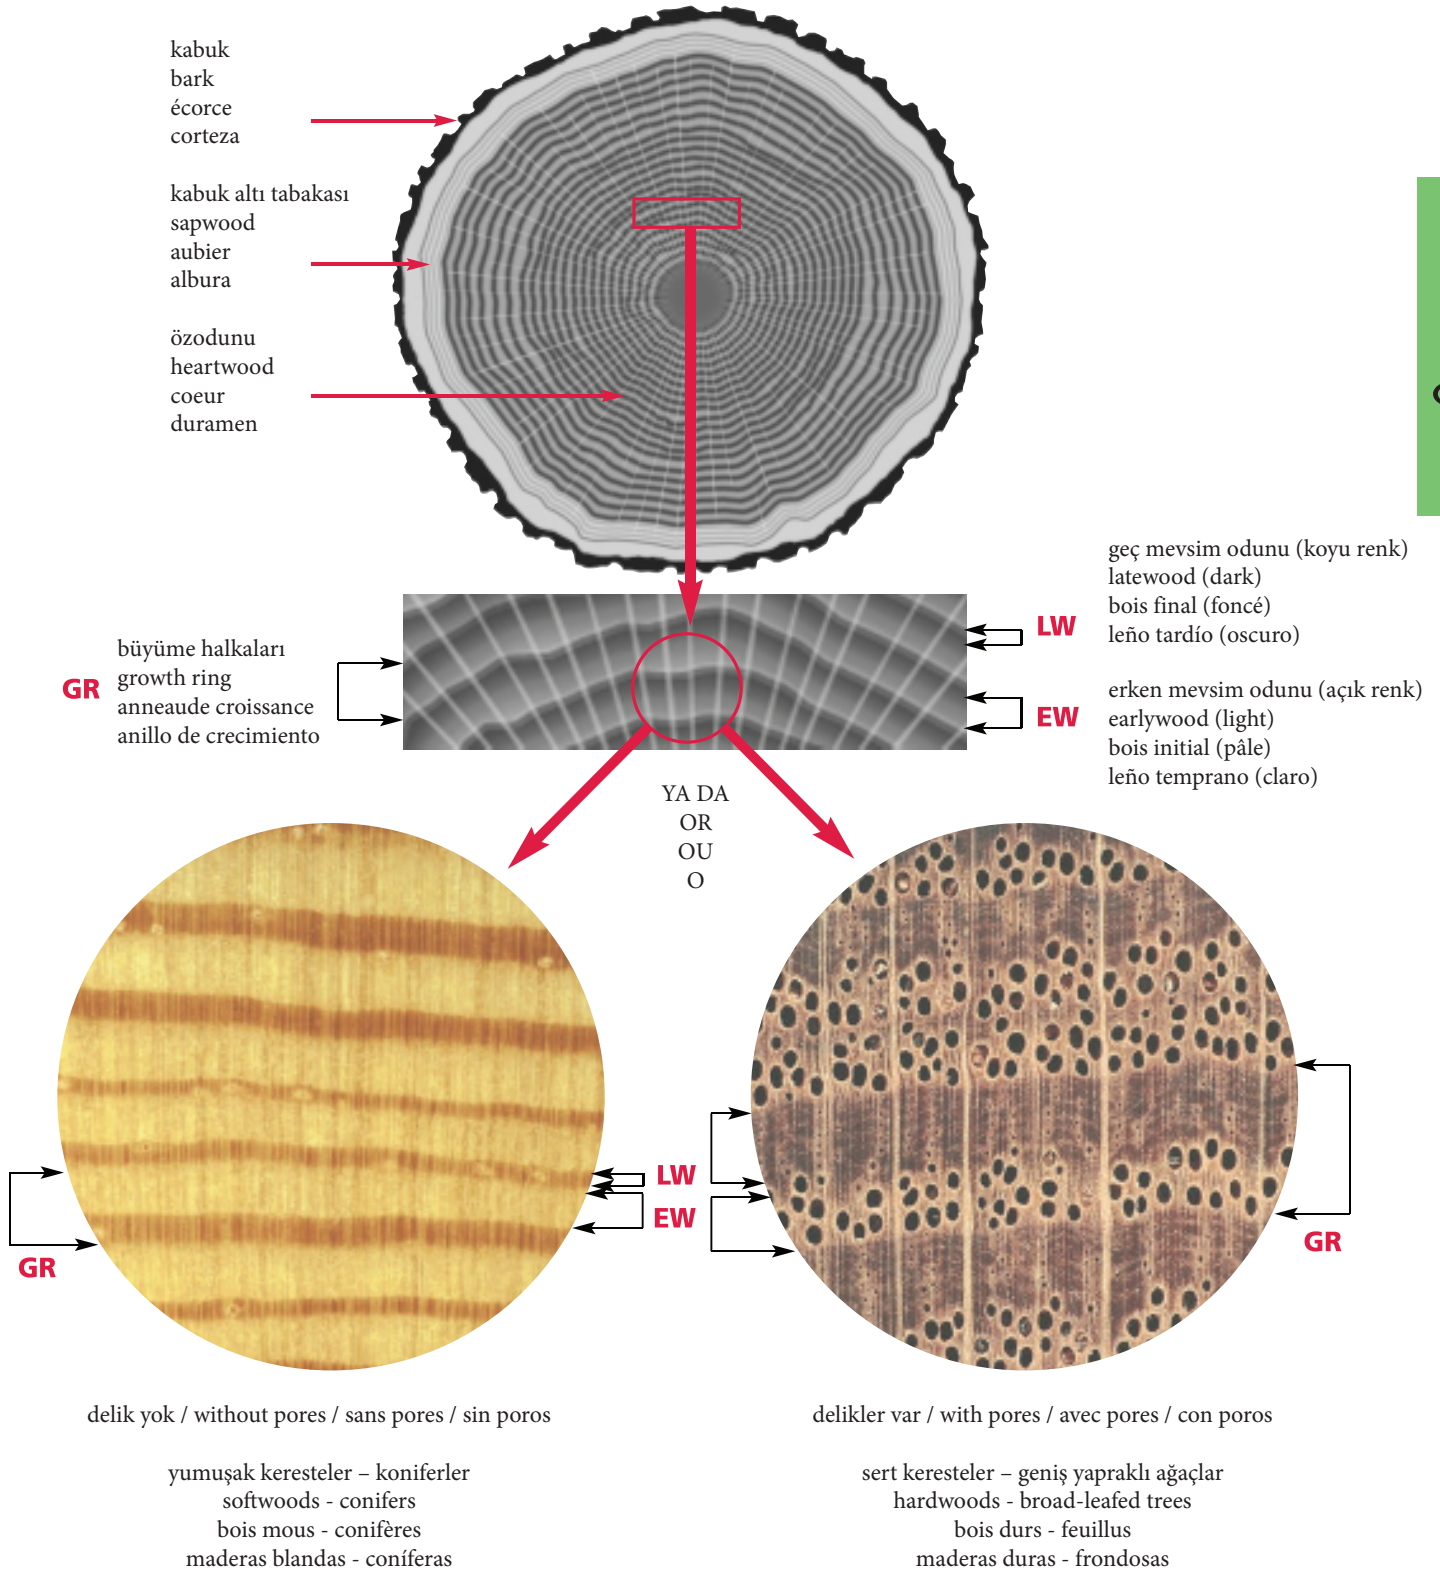 kabuk
bark
écorce
corteza
kabuk altı tabakası
sapwood
aubier
albura
özodunu
heartwood
coeur
duramen
geç mevsim odunu (koyu renk)
latewood (dark)
bois final (foncé)
leño tardío (oscuro)
LW
büyüme halkaları
growth ring
anneaude croissance
anillo de crecimiento
GR
erken mevsim odunu (açık renk)
earlywood (light)
bois initial (pâle)
leño temprano (claro)
EW
YA DA
OR
OU
O
LW
EW
GR
GR
delik yok / without pores / sans pores / sin poros
yumuşak keresteler – koniferler
softwoods - conifers
bois mous - conifères
maderas blandas - coníferas
delikler var / with pores / avec pores / con poros
sert keresteler – geniş yapraklı ağaçlar
hardwoods - broad-leafed trees
bois durs - feuillus
maderas duras - frondosas